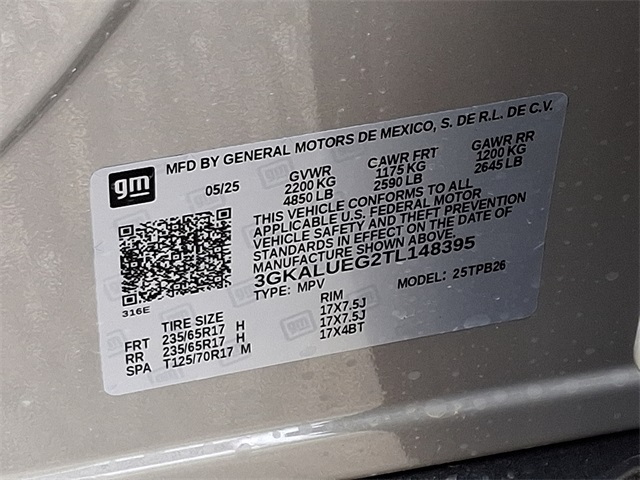 MFD BY GENERAL MOTORS DE MEXICO, S. DE R.L. DE C.V.
gm
05/25
GVWR
2200 KG
4850 LB
CAWR FRT
1175 KG
2590 LB
GAWR RR
1200 KG
2645 LB
THIS VEHICLE CONFORMS TO ALL
APPLICABLE U.S. FEDERAL MOTOR
VEHICLE SAFETY AND THEFT PREVENTION
STANDARDS IN EFFECT ON THE DATE OF
MANUFACTURE SHOWN ABOVE.
3GKALUEG2TL148395
TYPE: MPV
MODEL: 25TPB26
316E
TIRE SIZE
RIM
FRT 235/65R17 H 17X7.5J
RR 235/65R17 H 17X7.5J
SPA T125/70R17 M 17X4BT